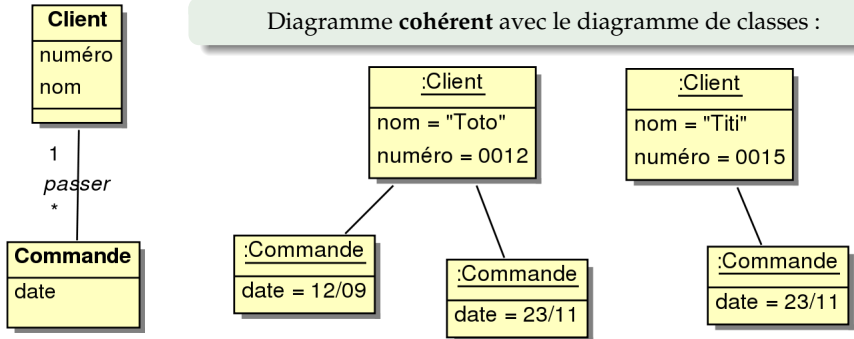 Diagramme cohérent avec le diagramme de classes :
Client
numéro
nom
1
passer
*
Commande
date
:Client
nom = "Toto"
numéro = 0012
:Commande
date = 12/09
:Commande
date = 23/11
:Client
nom = "Titi"
numéro = 0015
:Commande
date = 23/11